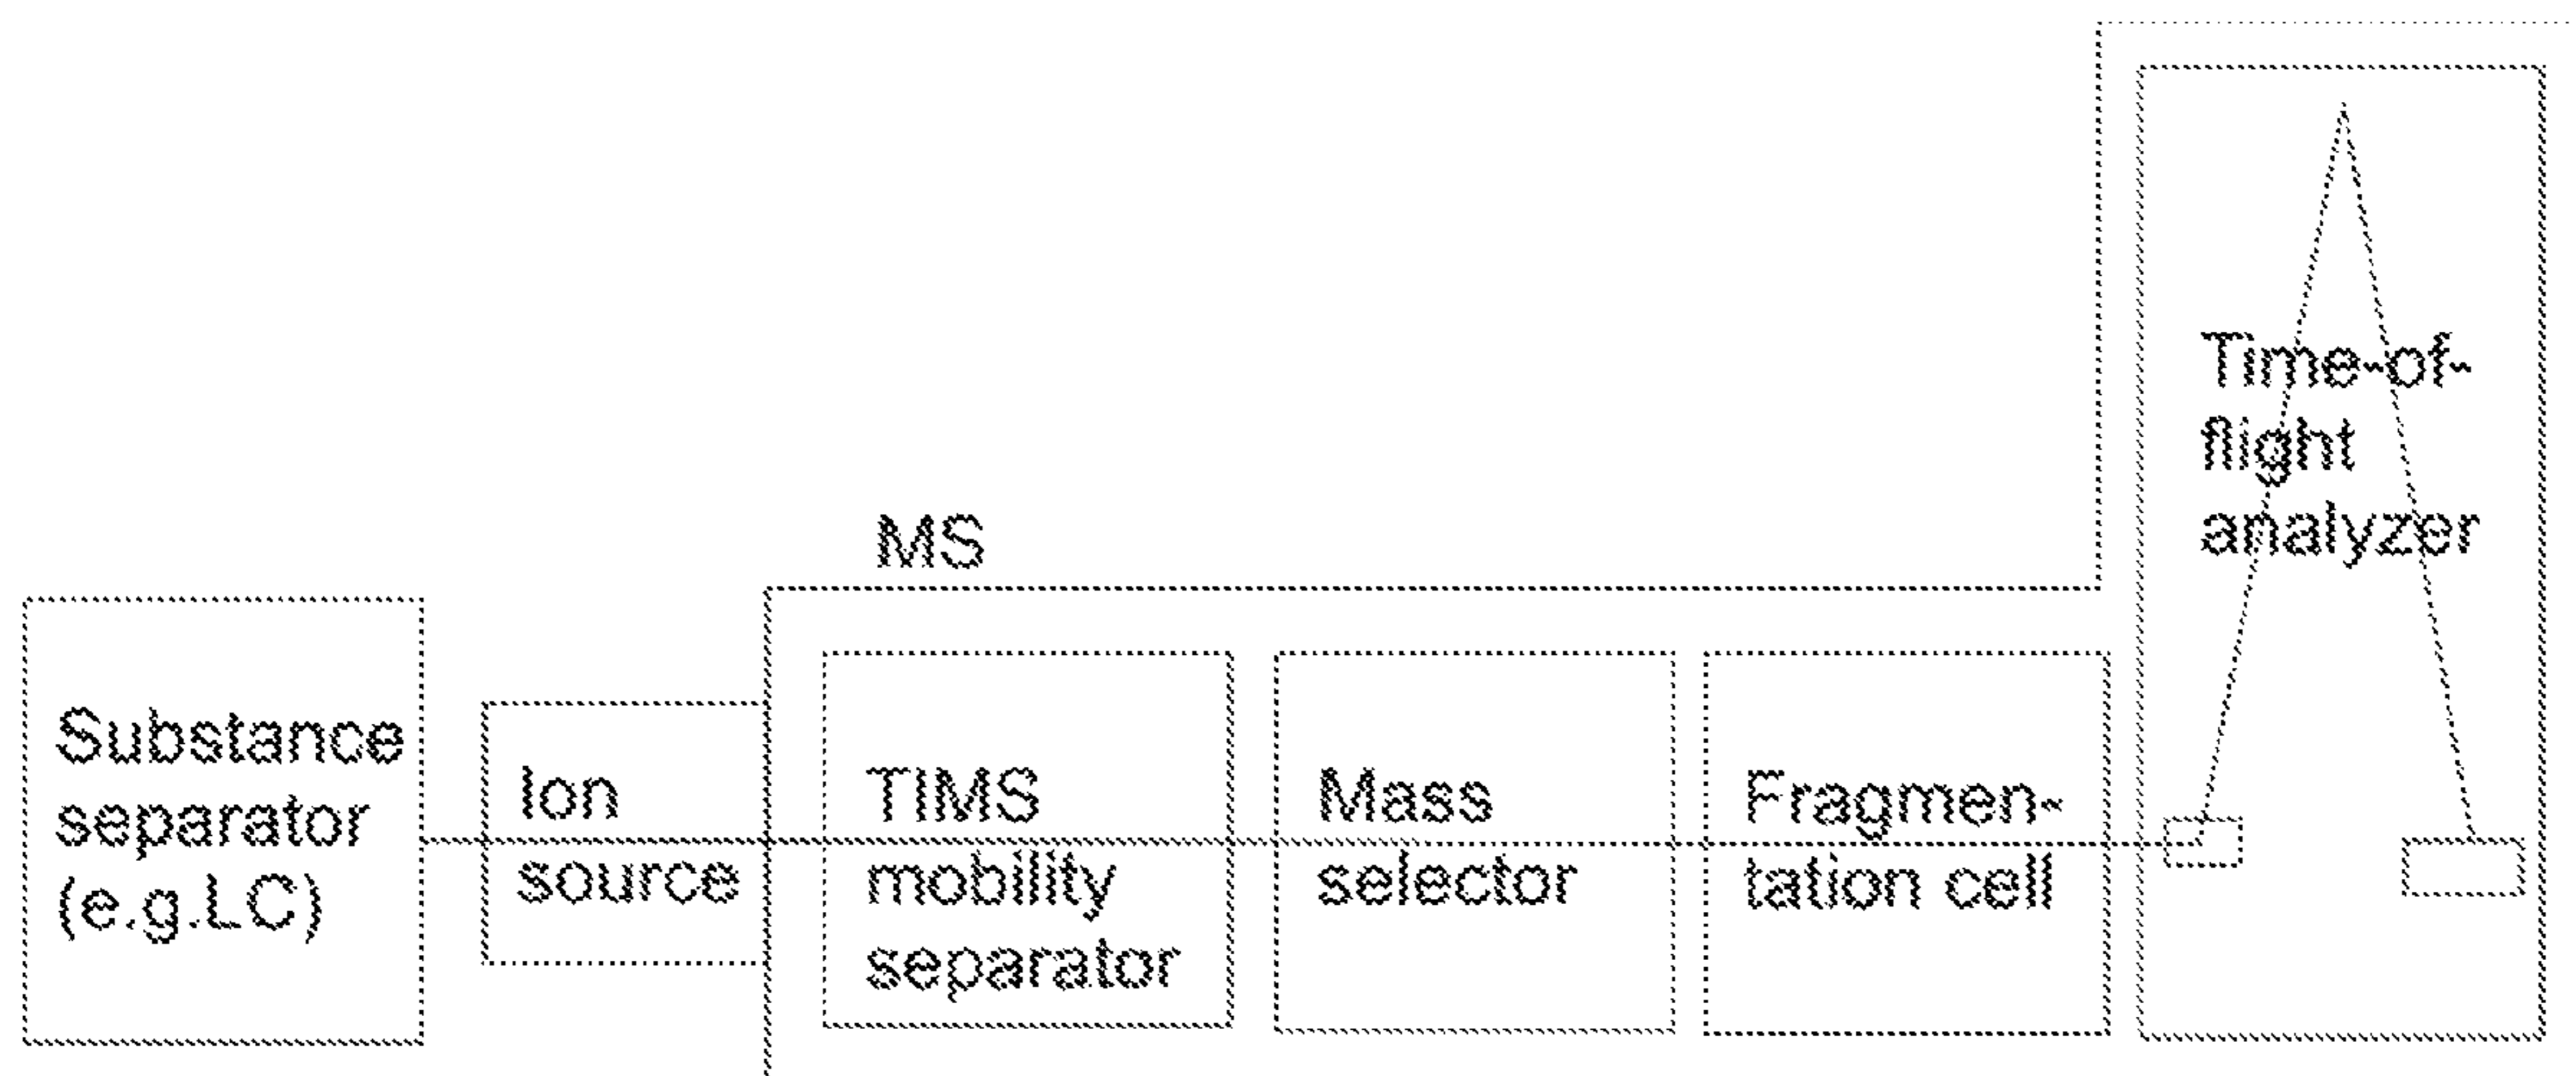 MS
Substance
separator
(e.g.LC)
Ion
source
TIMS
mobility
separator
Mass
selector
Fragmen-
tation cell
Time-of-
flight
analyzer